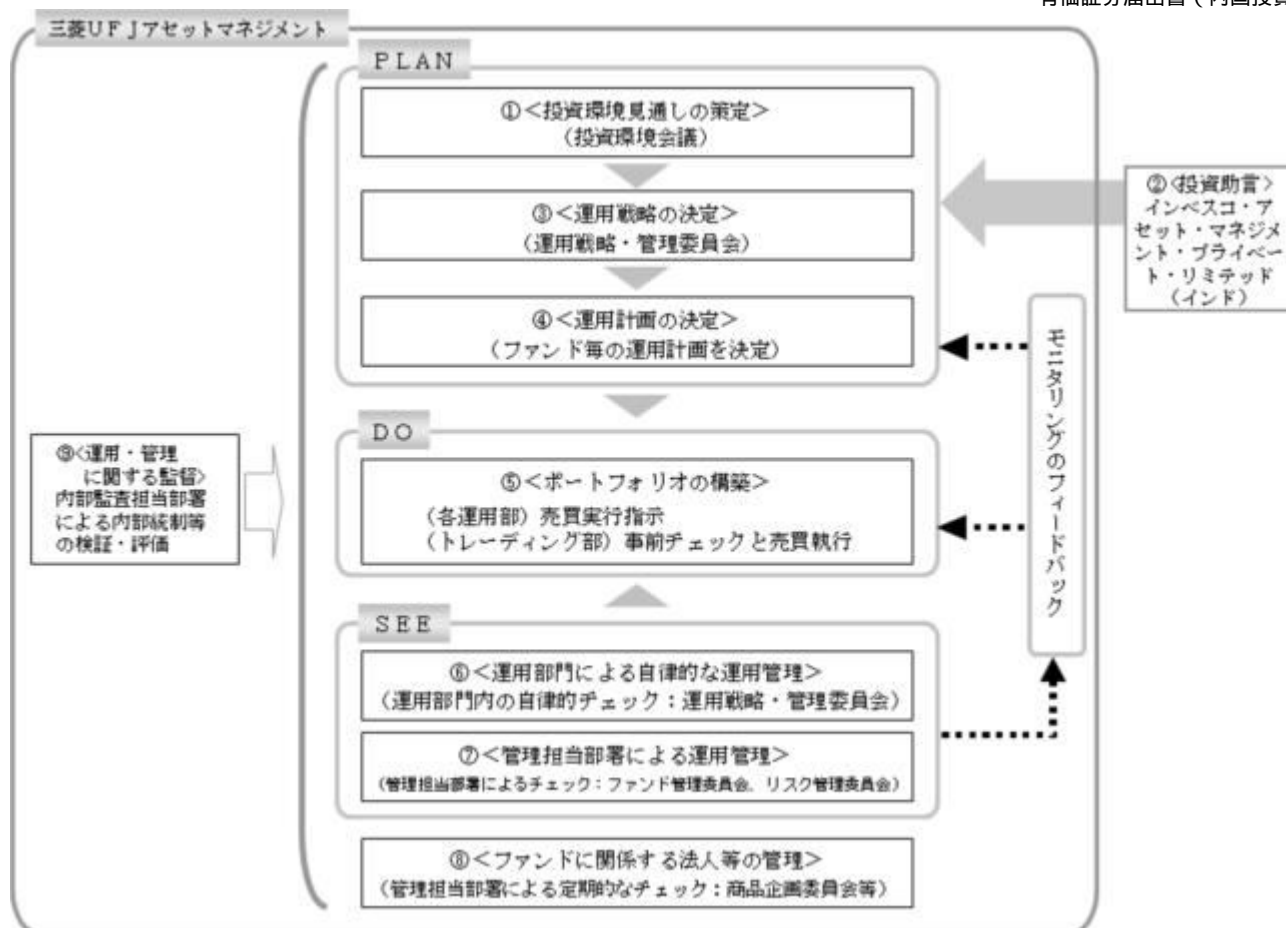 有価証券届出書（内国投資
三菱ＵＦＪアセットマネジメント
ＰＬＡＮ
①＜投資環境見通しの策定＞
（投資環境会議）
②＜投資助言＞
インベスコ・ア
セット・マネジメ
ント・プライベー
ト・リミテッド
（インド）
③＜運用戦略の決定＞
（運用戦略・管理委員会）
④＜運用計画の決定＞
（ファンド毎の運用計画を決定）
モニタリングのフィードバック
ＤＯ
⑤＜ポートフォリオの構築＞
（各運用部）売買実行指示
（トレーディング部）事前チェックと売買執行
⑨＜運用・管理
に関する監督＞
内部監査担当部署
による内部統制等
の検証・評価
ＳＥＥ
⑥＜運用部門による自律的な運用管理＞
（運用部門内の自律的チェック：運用戦略・管理委員会）
⑦＜管理担当部署による運用管理＞
（管理担当部署によるチェック：ファンド管理委員会、リスク管理委員会）
⑧＜ファンドに関係する法人等の管理＞
（管理担当部署による定期的なチェック：商品企画委員会等）